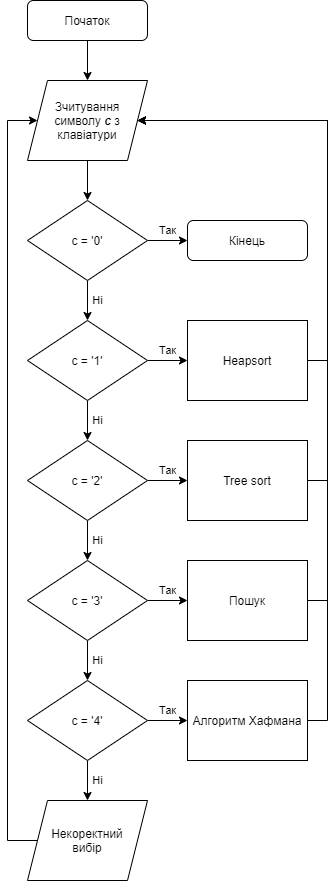 Початок
Зчитування
символу c з
клавіатури
c = '0'
Так
Кінець
Ні
c = '1'
Так
Heapsort
Ні
c = '2'
Так
Tree sort
Ні
c = '3'
Так
Пошук
Ні
c = '4'
Так
Алгоритм Хафмана
Ні
Некоректний
вибір